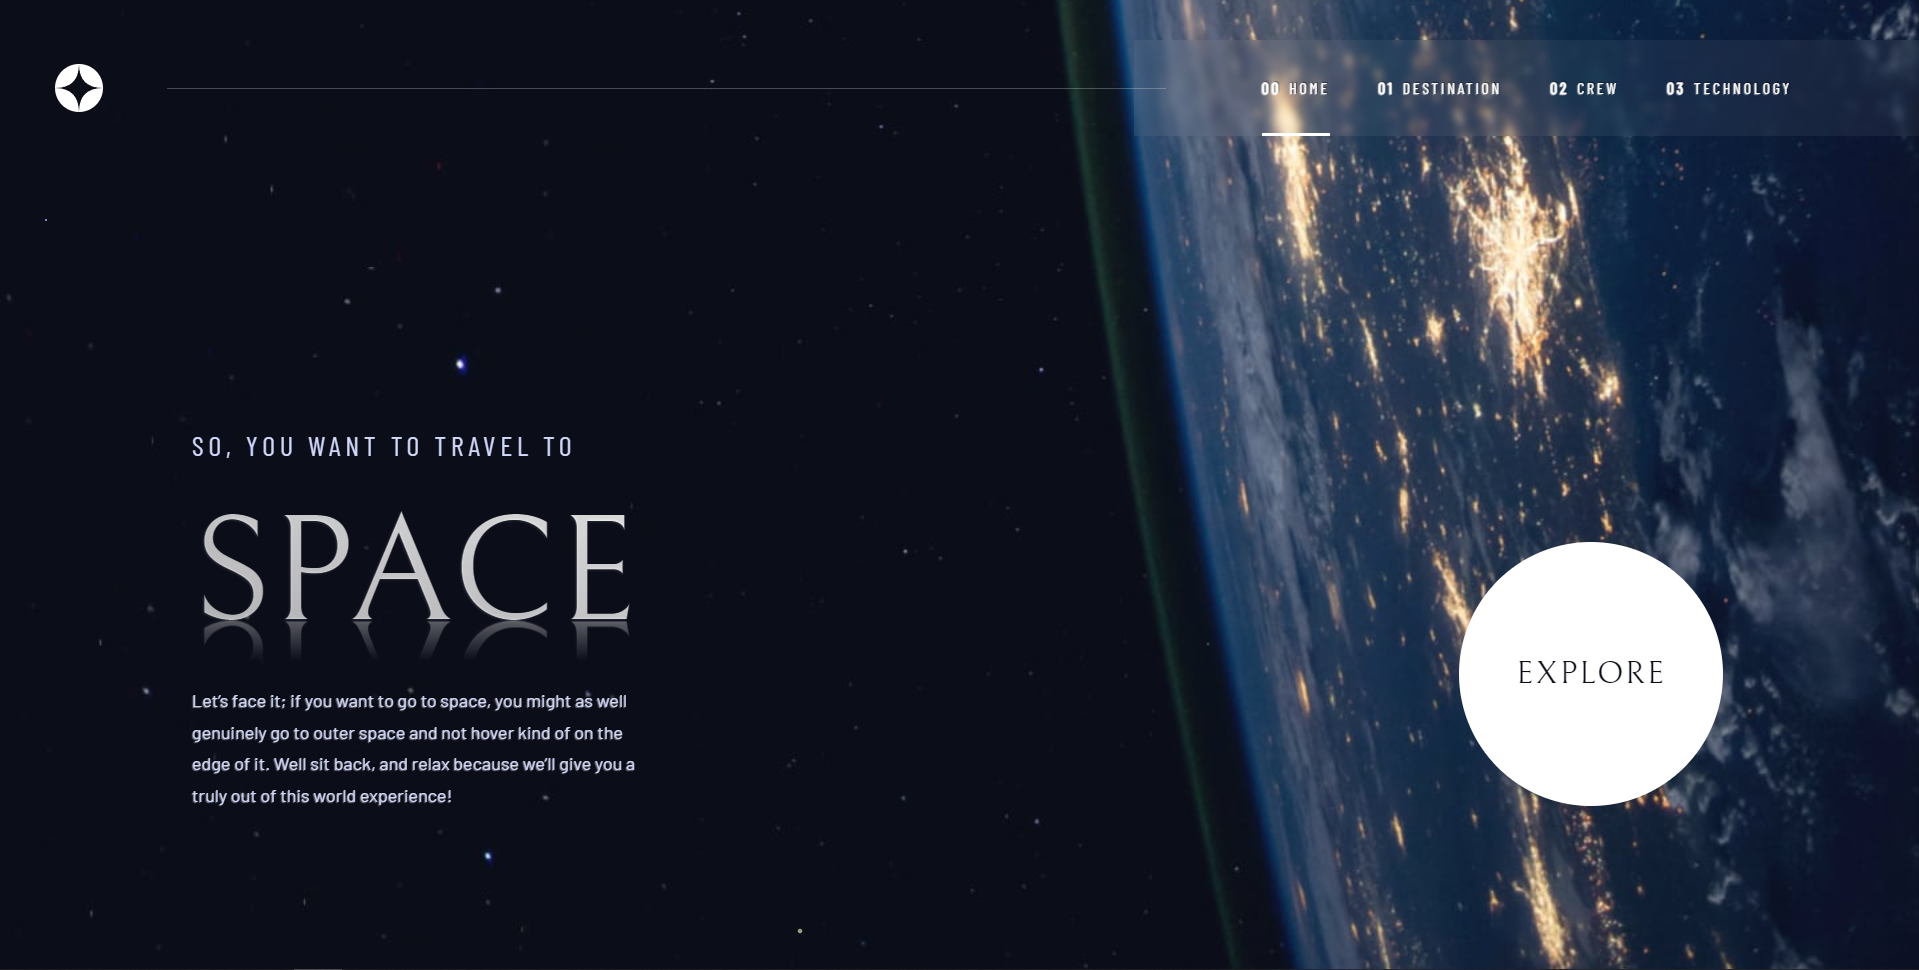 00 HOME 01 DESTINATION 02 CREW 03 TECHNOLOGY
SO, YOU WANT TO TRAVEL TO
SPACE
Let’s face it; if you want to go to space, you might as well
genuinely go to outer space and not hover kind of on the
edge of it. Well sit back, and relax because we’ll give you a
truly out of this world experience!
EXPLORE